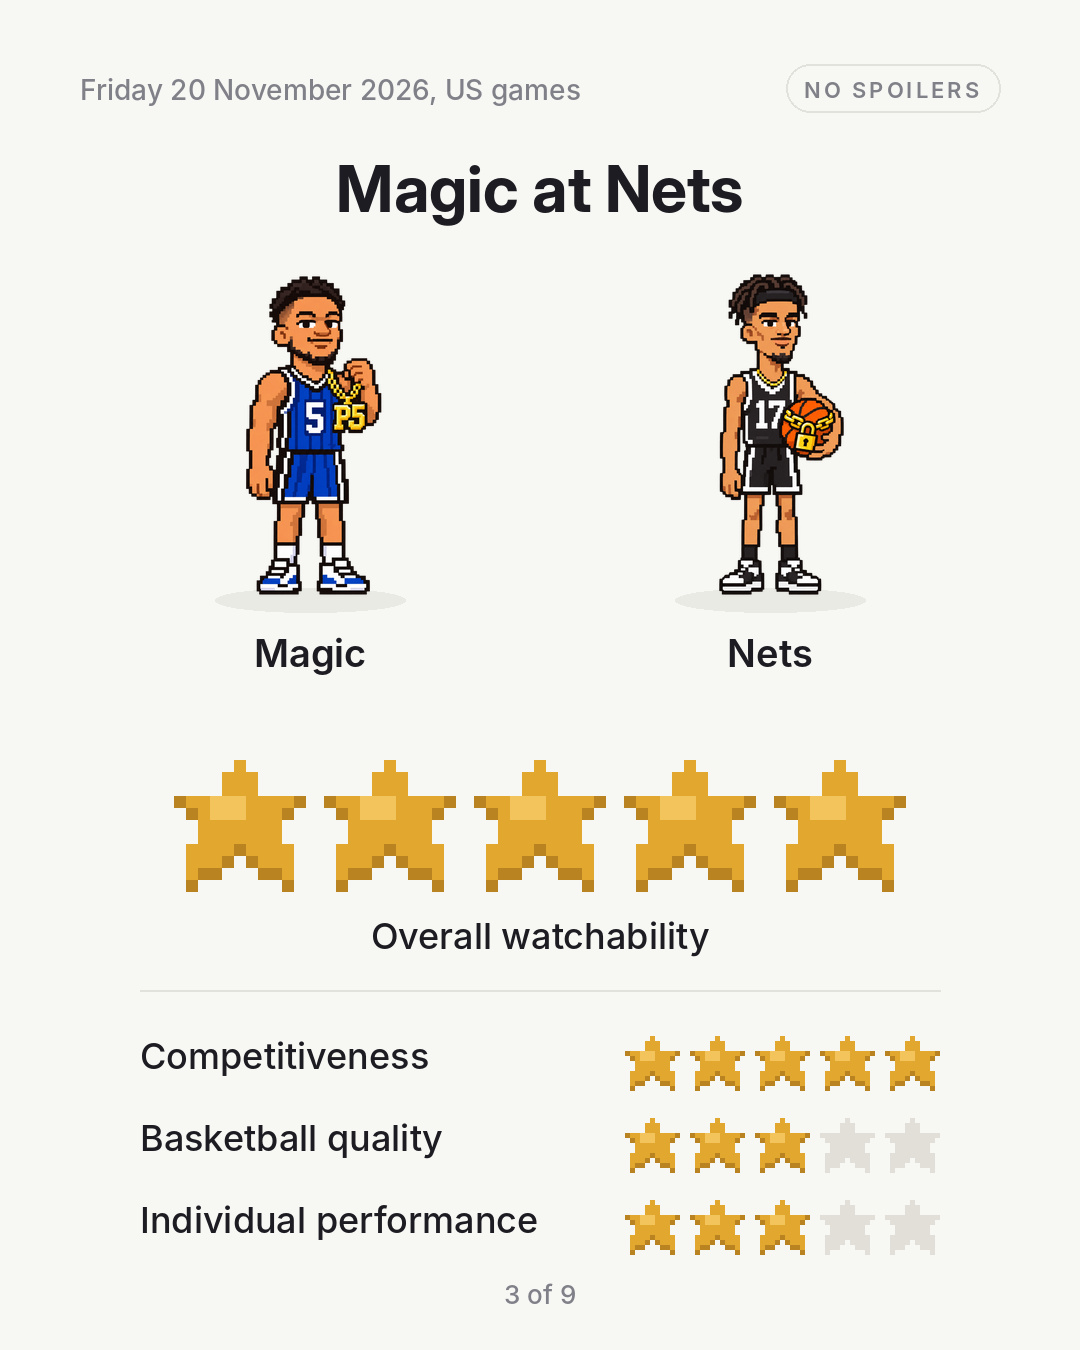 Friday 20 November 2026, US games
NO SPOILERS
Magic at Nets
5
P5
17
Magic
Nets
Overall watchability
Competitiveness
Basketball quality
Individual performance
3 of 9